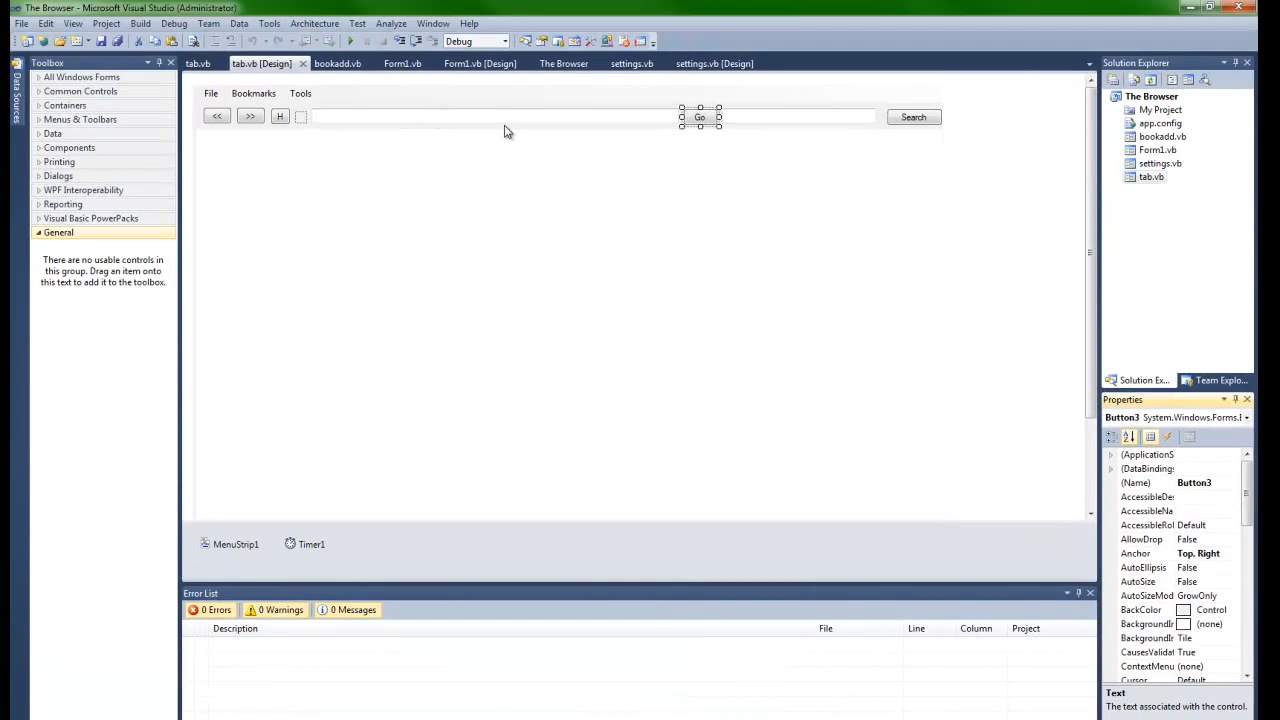 The Browser - Microsoft Visual Studio (Administrator)
File Edit View Project Build Debug Team Data Tools Architecture Test Analyze Window Help
Debug
Toolbox
tab.vb tab.vb [Design] bookadd.vb Form1.vb Form1.vb [Design] The Browser settings.vb settings.vb [Design]
Solution Explorer
Data Sources
All Windows Forms
Common Controls
Containers
Menus & Toolbars
Data
Components
Printing
Dialogs
WPF Interoperability
Reporting
Visual Basic PowerPacks
General
There are no usable controls in
this group. Drag an item onto
this text to add it to the toolbox.
File Bookmarks Tools
<< >> H Go Search
MenuStrip1 Timer1
Error List
0 Errors 0 Warnings 0 Messages
Description File Line Column Project
The Browser
My Project
app.config
bookadd.vb
Form1.vb
settings.vb
tab.vb
Solution Ex... Team Explo...
Properties
Button3 System.Windows.Forms.
(ApplicationS
(DataBindings
(Name) Button3
AccessibleDes
AccessibleNa
AccessibleRol Default
AllowDrop False
Anchor Top, Right
AutoEllipsis False
AutoSize False
AutoSizeMod GrowOnly
BackColor Control
BackgroundIr (none)
BackgroundIr Tile
CausesValidat True
ContextMenu (none)
Cursor Default
Text
The text associated with the control.